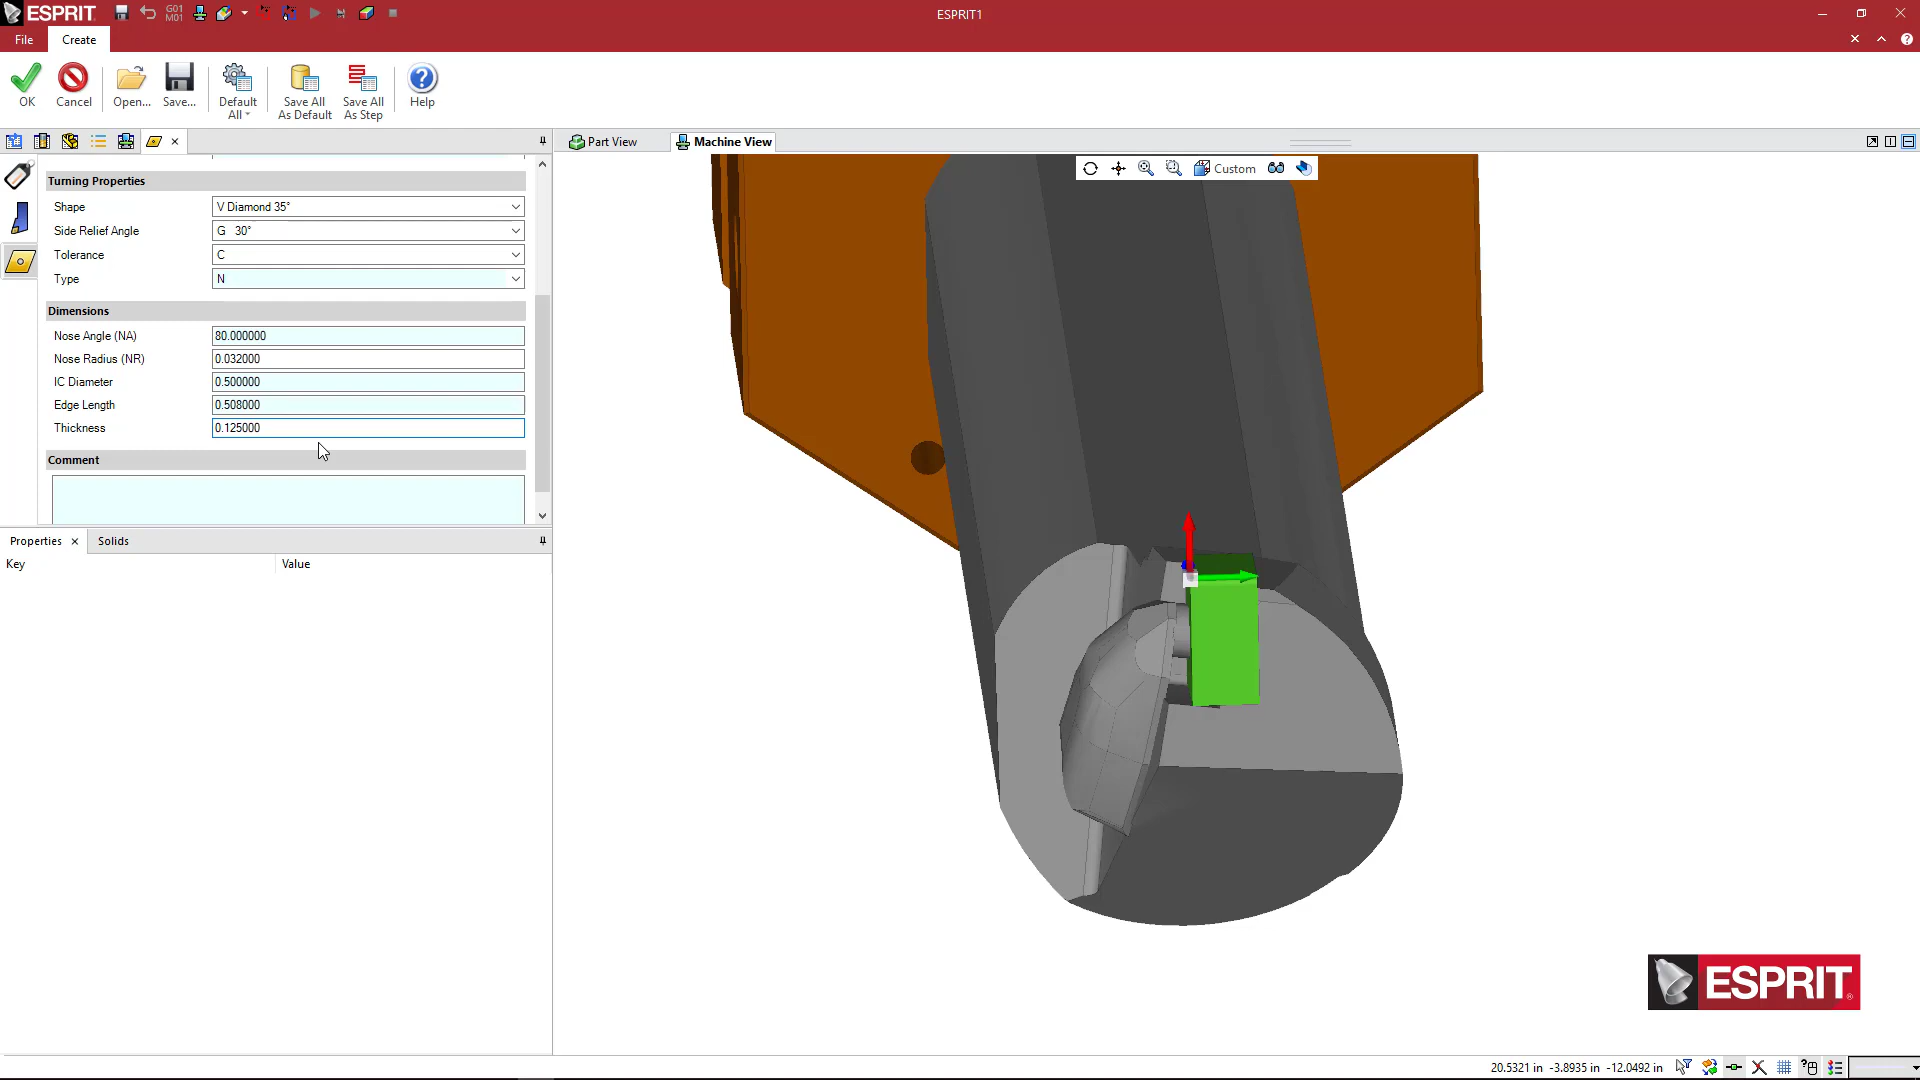 ESPRIT
G01
M01
ESPRIT1
File
Create
OK
Cancel
Open...
Save...
Default
All
Save All
As Default
Save All
As Step
Help
Part View
Machine View
Custom
Turning Properties
Shape
V Diamond 35°
Side Relief Angle
G 30°
Tolerance
C
Type
N
Dimensions
Nose Angle (NA)
80.000000
Nose Radius (NR)
0.032000
IC Diameter
0.500000
Edge Length
0.508000
Thickness
0.125000
Comment
Properties
Solids
Key
Value
ESPRIT
20.5321 in -3.8935 in -12.0492 in